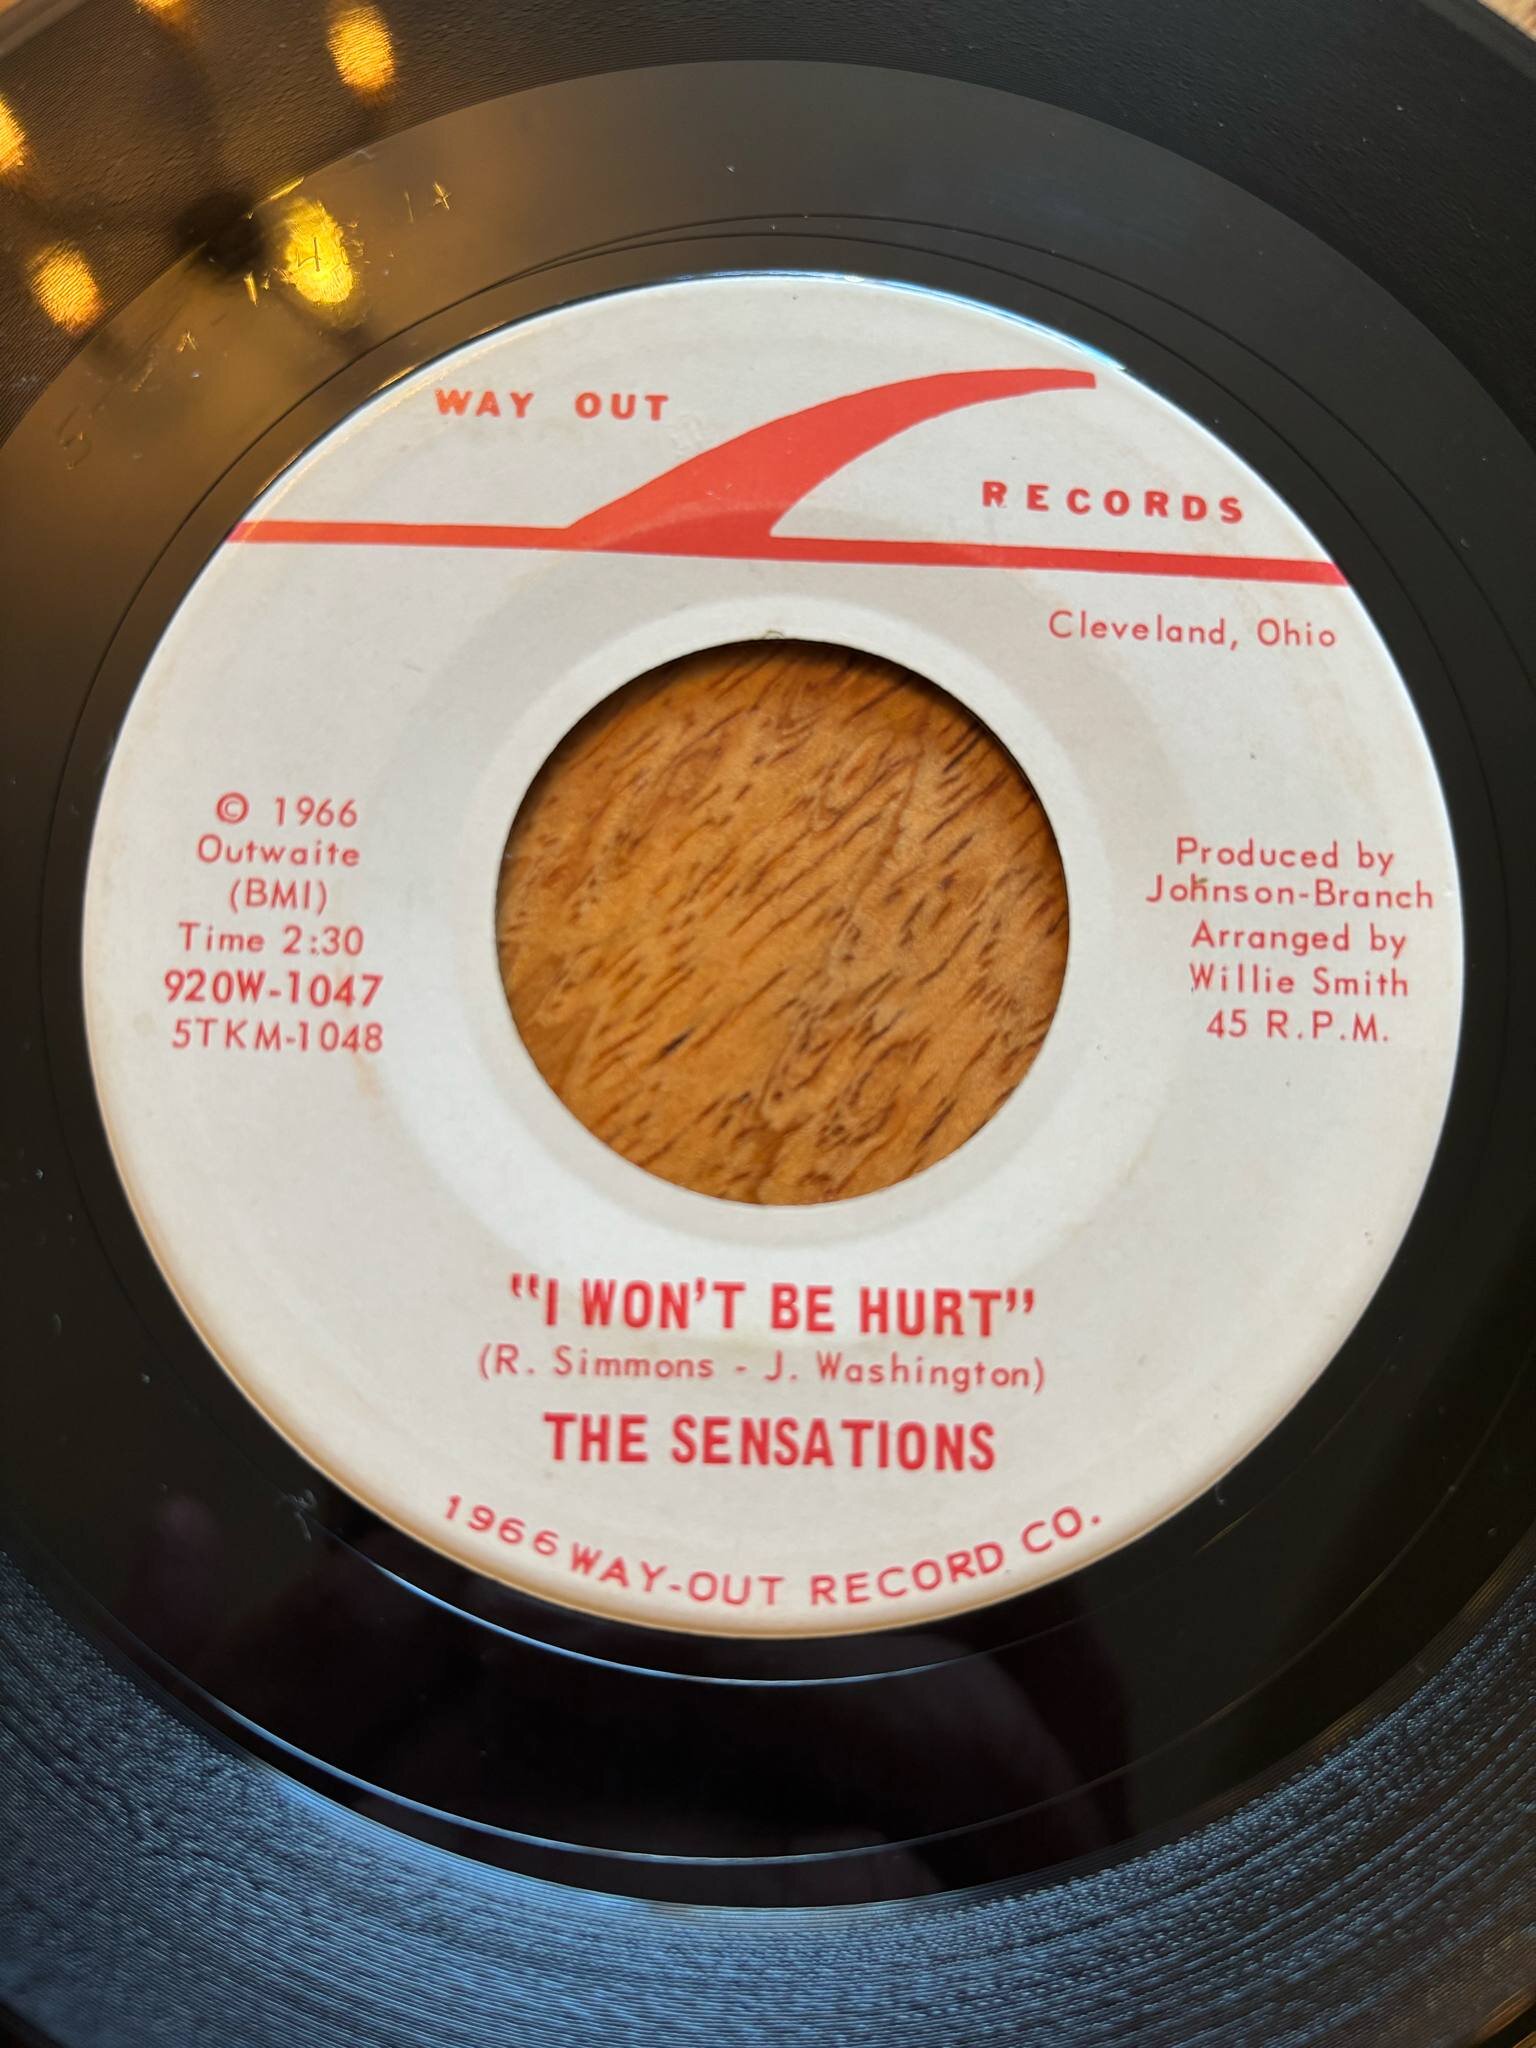 WAY OUT
RECORDS
Cleveland, Ohio
© 1966
Outwaite
(BMI)
Time 2:30
920W-1047
5TKM-1048
Produced by
Johnson-Branch
Arranged by
Willie Smith
45 R.P.M.
"I WON'T BE HURT"
(R. Simmons - J. Washington)
THE SENSATIONS
1966 WAY-OUT RECORD CO.